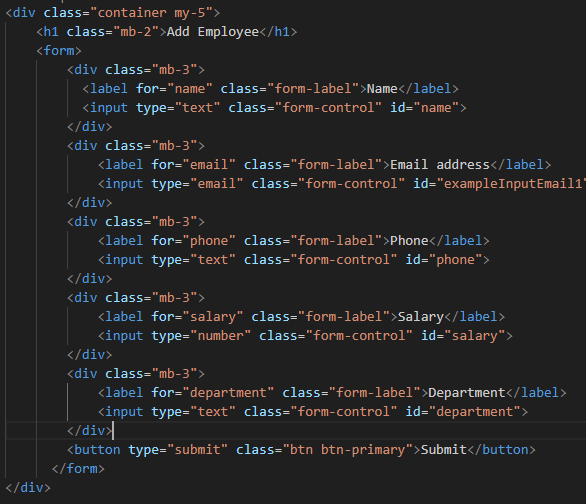 <div class="container my-5">
<h1 class="mb-2">Add Employee</h1>
<form>
<div class="mb-3">
<label for="name" class="form-label">Name</label>
<input type="text" class="form-control" id="name">
</div>
<div class="mb-3">
<label for="email" class="form-label">Email address</label>
<input type="email" class="form-control" id="exampleInputEmail1"
</div>
<div class="mb-3">
<label for="phone" class="form-label">Phone</label>
<input type="text" class="form-control" id="phone">
</div>
<div class="mb-3">
<label for="salary" class="form-label">Salary</label>
<input type="number" class="form-control" id="salary">
</div>
<div class="mb-3">
<label for="department" class="form-label">Department</label>
<input type="text" class="form-control" id="department">
</div>
<button type="submit" class="btn btn-primary">Submit</button>
</form>
</div>